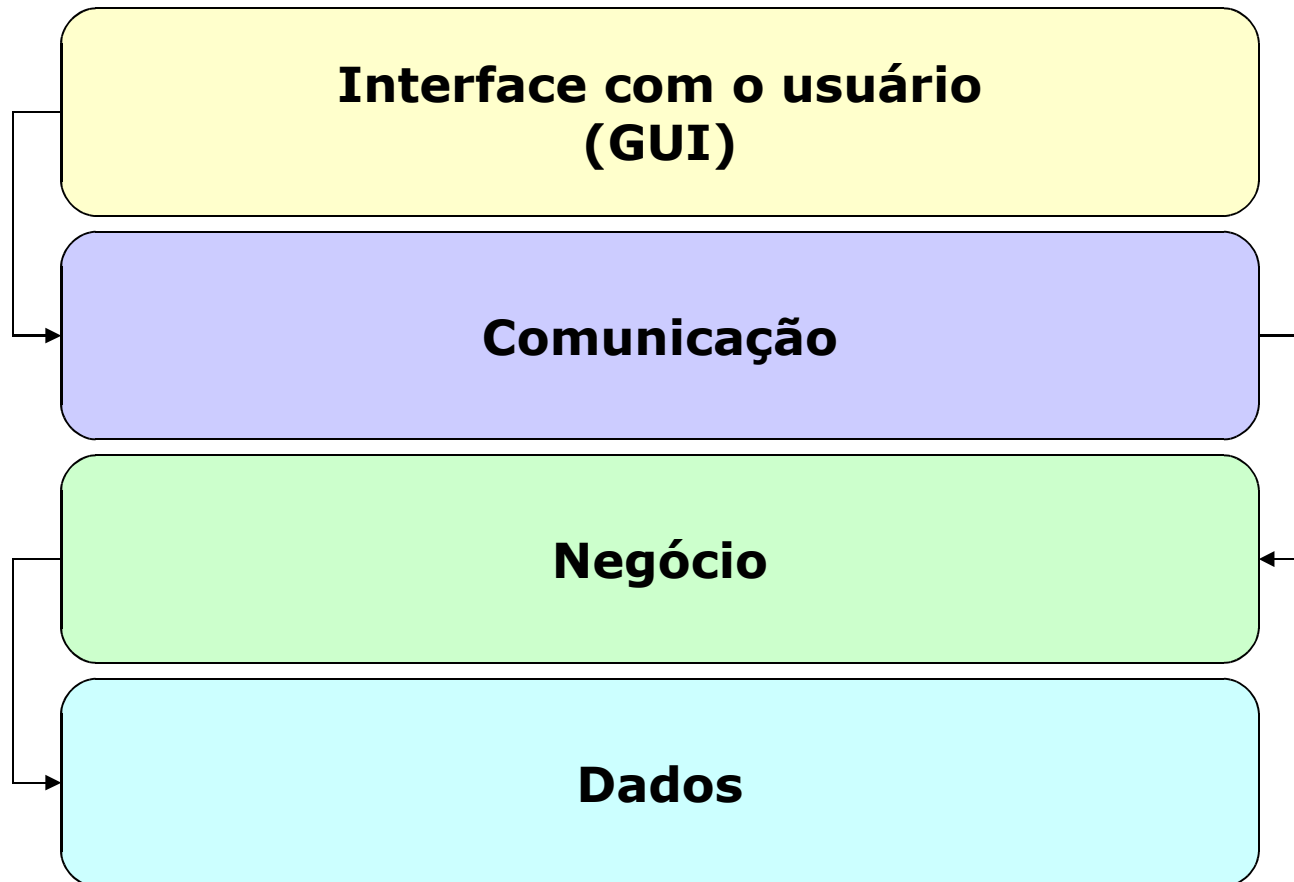 Interface com o usuário
(GUI)
Comunicação
Negócio
Dados